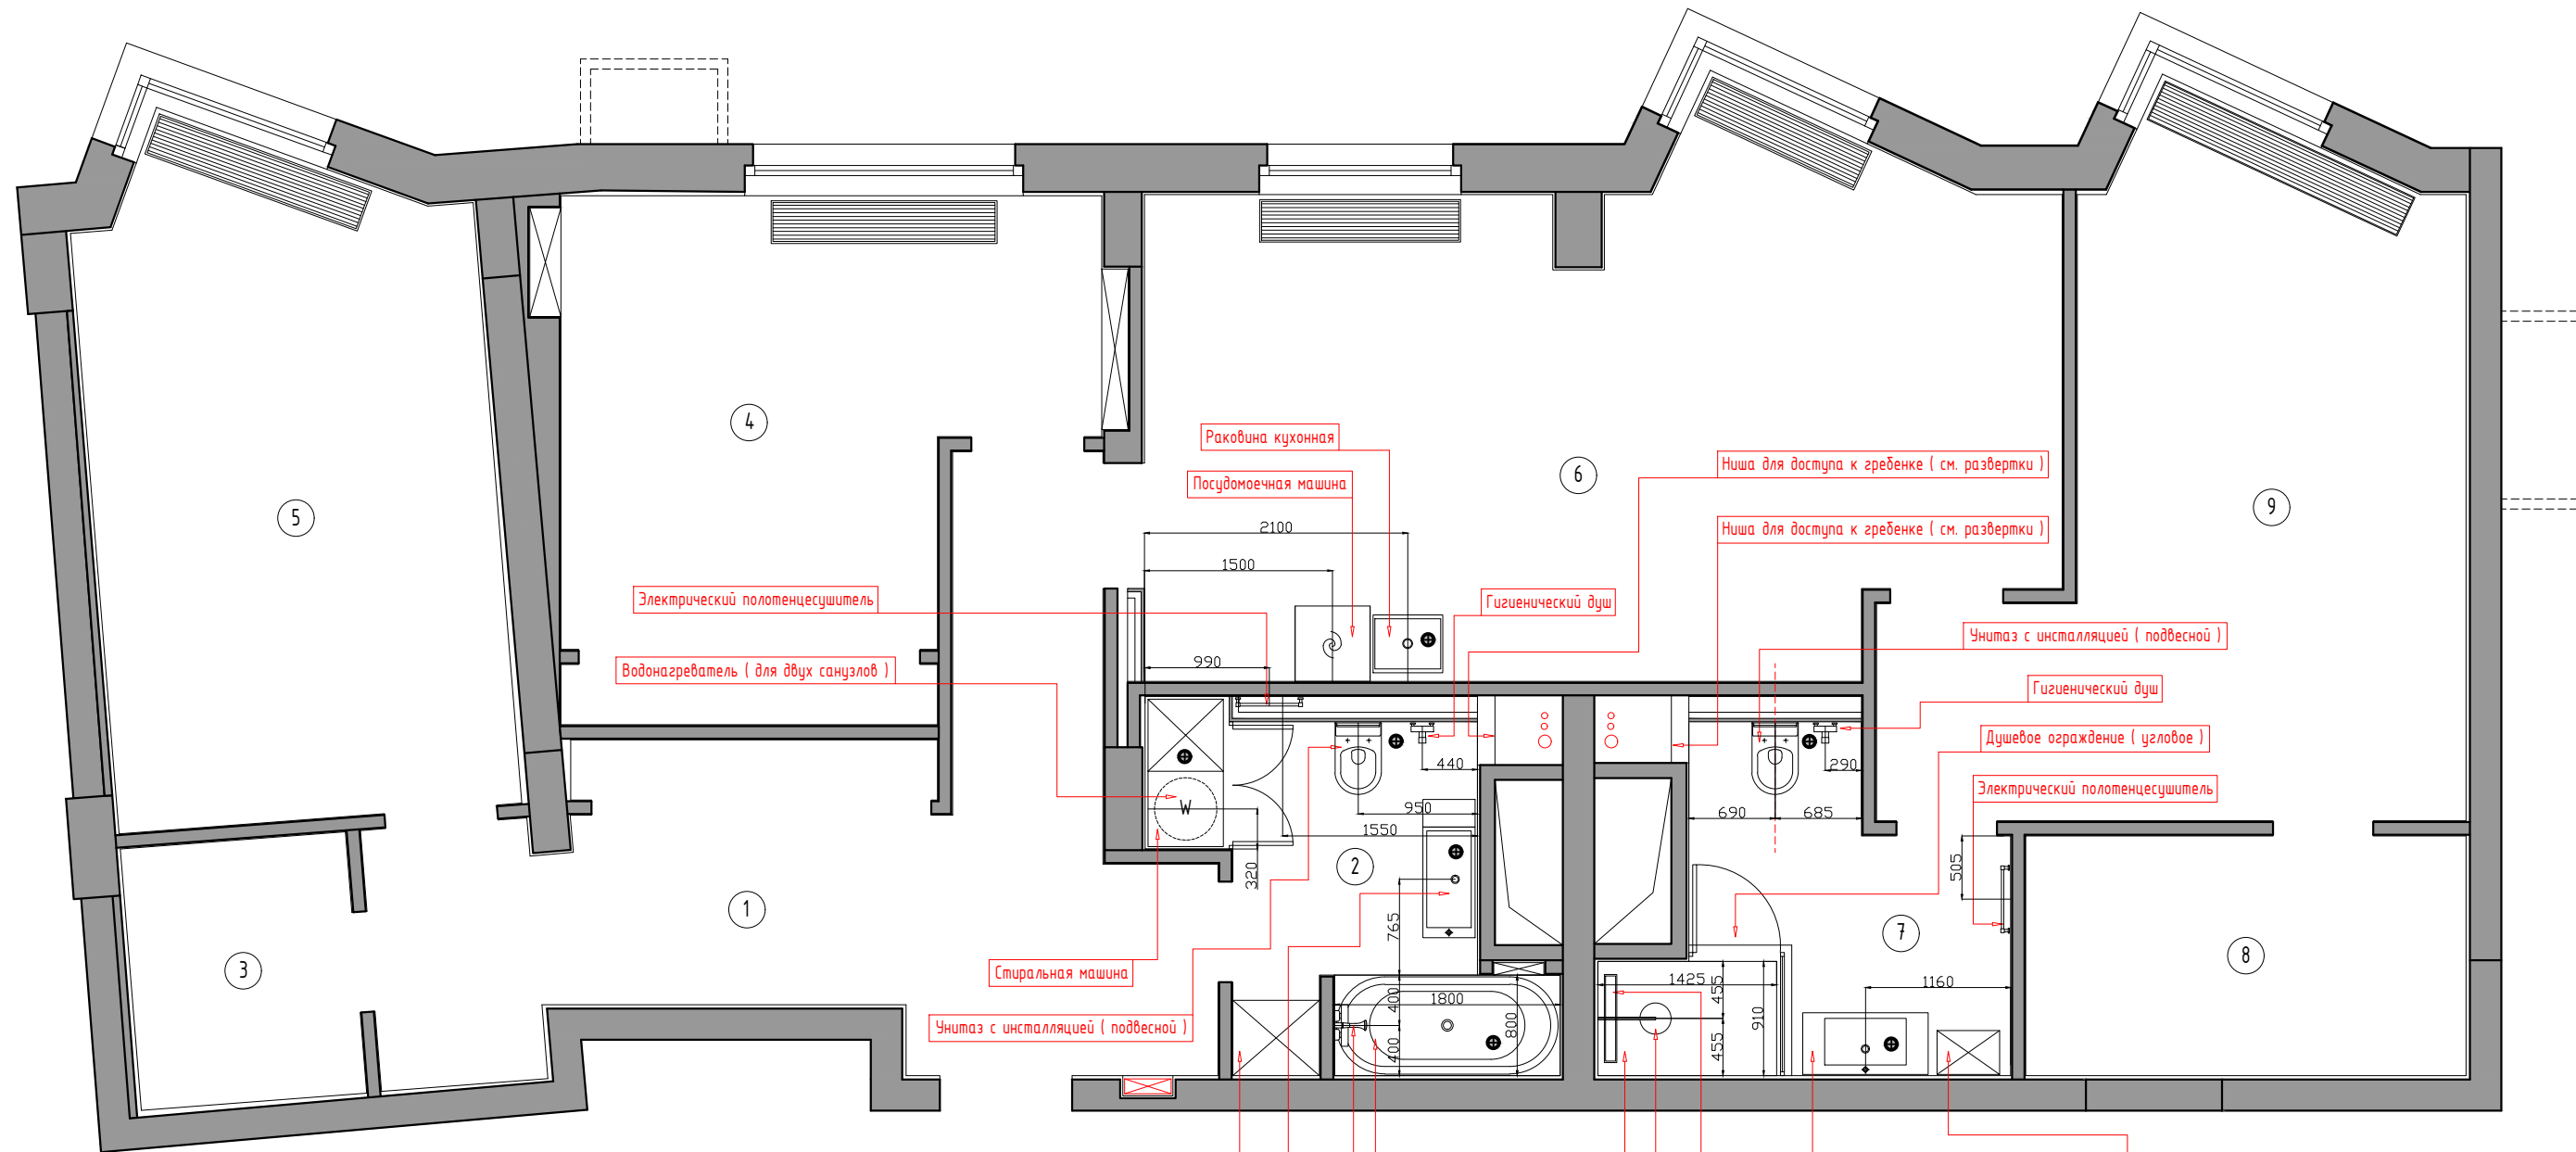 4
Раковина кухонная
Посудомоечная машина
6
Ниша для доступа к гребенке ( см. развертки )
Ниша для доступа к гребенке ( см. развертки )
9
5
2100
1500
Электрический полотенцесушитель
Гигиенический душ
Унитаз с инсталляцией ( подвесной )
990
Водонагреватель ( для двух санузлов )
Гигиенический душ
Душевое ограждение ( угловое )
440
290
Электрический полотенцесушитель
W
950
690
685
1550
2
320
505
1
765
7
3
8
Стиральная машина
1425
455
1160
400
1800
800
910
Унитаз с инсталляцией ( подвесной )
400
455